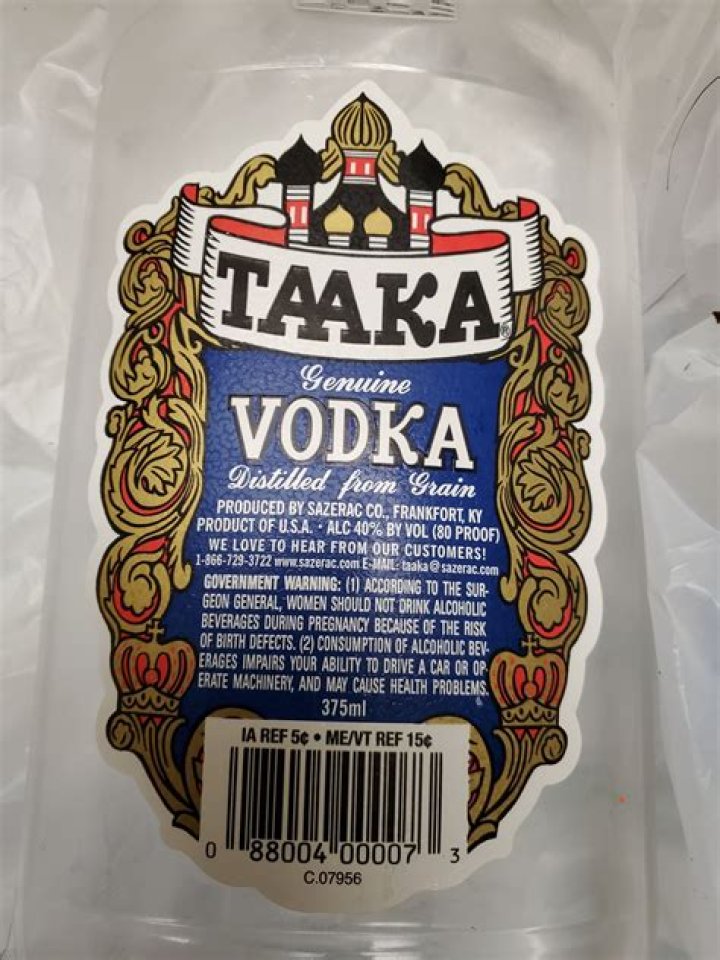 TAAKA®
Genuine
VODKA
Distilled from Grain
PRODUCED BY SAZERAC CO., FRANKFORT, KY
PRODUCT OF U.S.A. • ALC 40% BY VOL (80 PROOF)
WE LOVE TO HEAR FROM OUR CUSTOMERS!
1-866-729-3722 www.sazerac.com E-MAIL: taaka@sazerac.com
GOVERNMENT WARNING: (1) ACCORDING TO THE SUR-
GEON GENERAL, WOMEN SHOULD NOT DRINK ALCOHOLIC
BEVERAGES DURING PREGNANCY BECAUSE OF THE RISK
OF BIRTH DEFECTS. (2) CONSUMPTION OF ALCOHOLIC BEV-
ERAGES IMPAIRS YOUR ABILITY TO DRIVE A CAR OR OP-
ERATE MACHINERY, AND MAY CAUSE HEALTH PROBLEMS.
375ml
IA REF 5¢ • ME/VT REF 15¢
0 88004 00007 3
C.07956